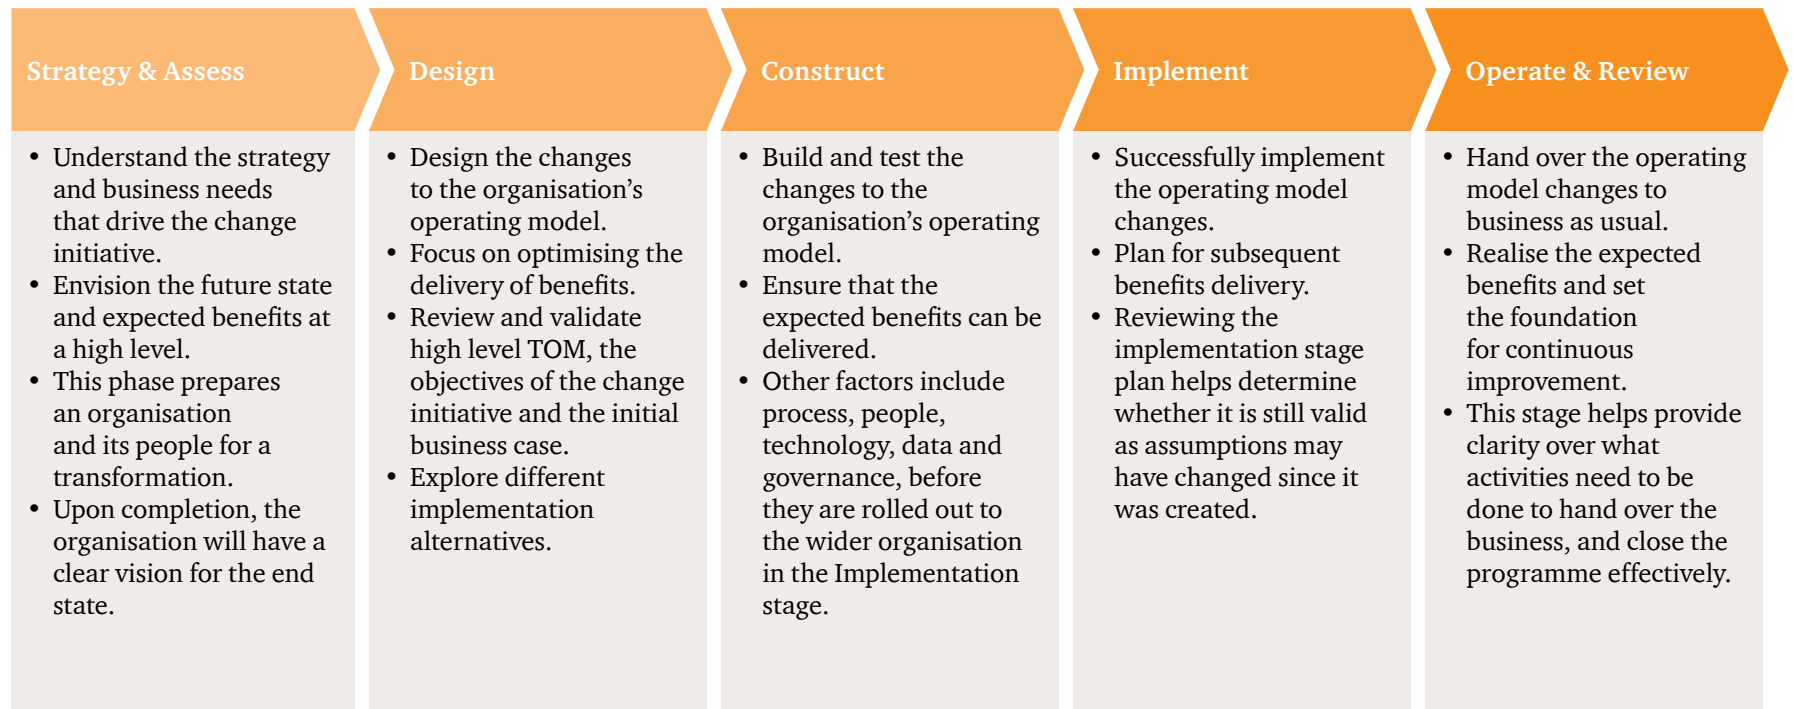 Strategy & Assess
• Understand the strategy
and business needs
that drive the change
initiative.
• Envision the future state
and expected benefits at
a high level.
• This phase prepares
an organisation
and its people for a
transformation.
• Upon completion, the
organisation will have a
clear vision for the end
state.
Design
• Design the changes
to the organisation’s
operating model.
• Focus on optimising the
delivery of benefits.
• Review and validate
high level TOM, the
objectives of the change
initiative and the initial
business case.
• Explore different
implementation
alternatives.
Construct
• Build and test the
changes to the
organisation’s operating
model.
• Ensure that the
expected benefits can be
delivered.
• Other factors include
process, people,
technology, data and
governance, before
they are rolled out to
the wider organisation
in the Implementation
stage.
Implement
• Successfully implement
the operating model
changes.
• Plan for subsequent
benefits delivery.
• Reviewing the
implementation stage
plan helps determine
whether it is still valid
as assumptions may
have changed since it
was created.
Operate & Review
• Hand over the operating
model changes to
business as usual.
• Realise the expected
benefits and set
the foundation
for continuous
improvement.
• This stage helps provide
clarity over what
activities need to be
done to hand over the
business, and close the
programme effectively.